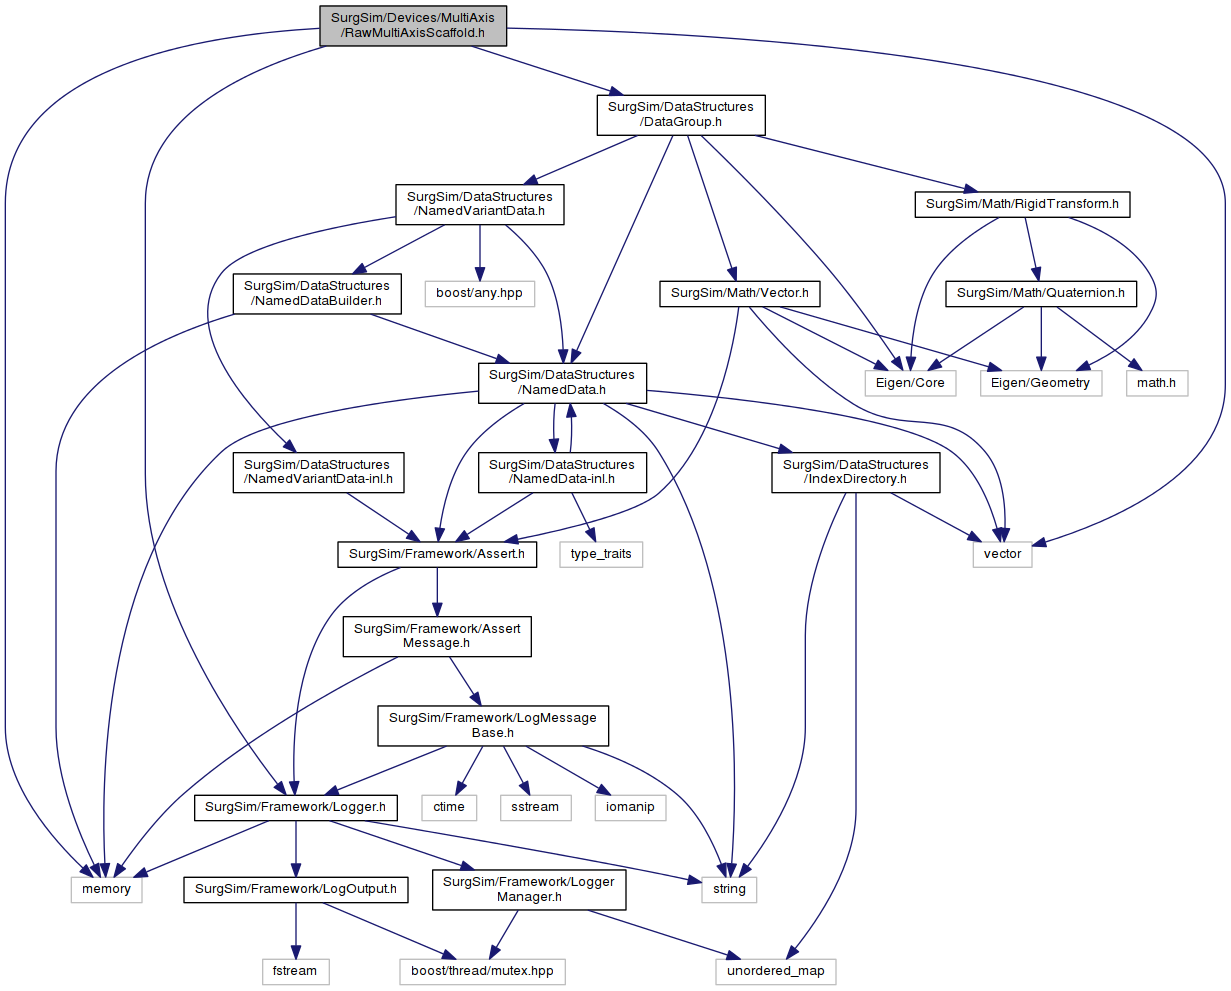 SurgSim/Devices/MultiAxis
/RawMultiAxisScaffold.h
SurgSim/DataStructures
/DataGroup.h
SurgSim/DataStructures
/NamedVariantData.h
SurgSim/Math/RigidTransform.h
SurgSim/DataStructures
/NamedDataBuilder.h
boost/any.hpp
SurgSim/Math/Vector.h
SurgSim/Math/Quaternion.h
SurgSim/DataStructures
/NamedData.h
Eigen/Core
Eigen/Geometry
math.h
SurgSim/DataStructures
/NamedVariantData-inl.h
SurgSim/DataStructures
/NamedData-inl.h
SurgSim/DataStructures
/IndexDirectory.h
SurgSim/Framework/Assert.h
type_traits
vector
SurgSim/Framework/Assert
Message.h
SurgSim/Framework/LogMessage
Base.h
SurgSim/Framework/Logger.h
ctime
sstream
iomanip
memory
SurgSim/Framework/LogOutput.h
SurgSim/Framework/Logger
Manager.h
string
fstream
boost/thread/mutex.hpp
unordered_map